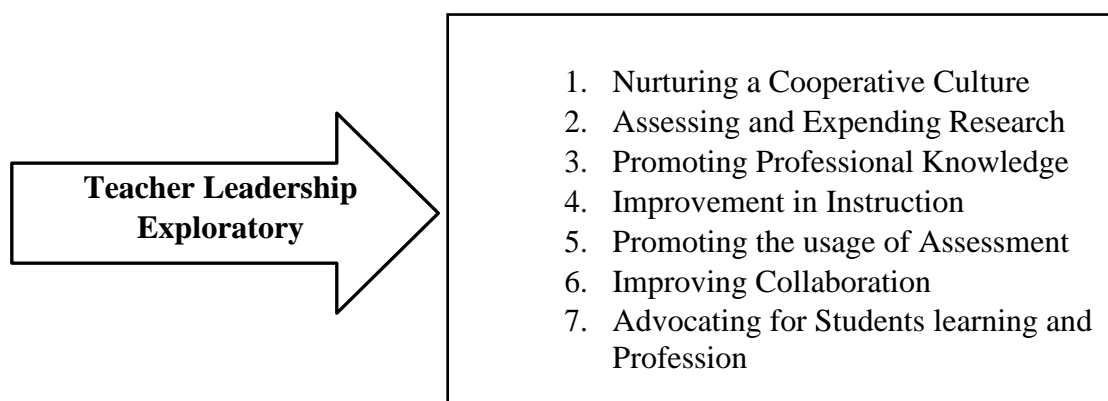 Teacher Leadership
Exploratory
1. Nurturing a Cooperative Culture
2. Assessing and Expending Research
3. Promoting Professional Knowledge
4. Improvement in Instruction
5. Promoting the usage of Assessment
6. Improving Collaboration
7. Advocating for Students learning and
Profession